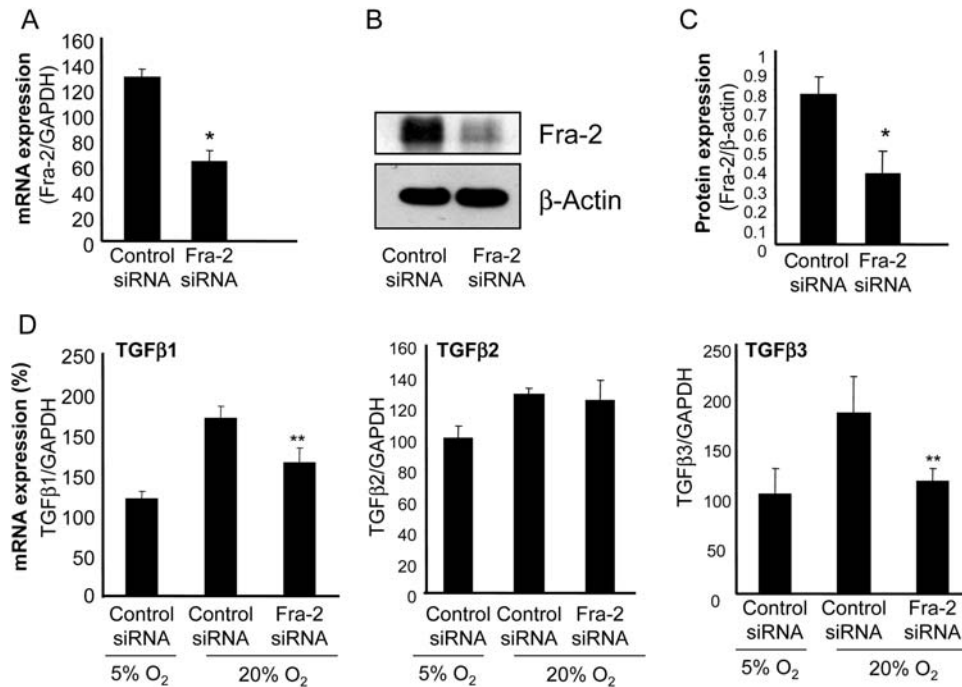 A
160
140
120
100
80
60
40
20
0
mRNA expression
(Fra-2/GAPDH)
*
Control
siRNA
Fra-2
siRNA
B
Fra-2
β-Actin
Control
siRNA
Fra-2
siRNA
C
1
0.9
0.8
0.7
0.6
0.5
0.4
0.3
0.2
0.1
0
Protein expression
(Fra-2/β-actin)
*
Control
siRNA
Fra-2
siRNA
D
mRNA expression (%)
TGFβ1/GAPDH
250
200
150
100
50
0
TGFβ1
**
Control
siRNA
Control
siRNA
Fra-2
siRNA
5% O₂
20% O₂
TGFβ2/GAPDH
160
140
120
100
80
60
40
20
0
TGFβ2
Control
siRNA
Control
siRNA
Fra-2
siRNA
5% O₂
20% O₂
TGFβ3/GAPDH
250
200
150
100
50
0
TGFβ3
**
Control
siRNA
Control
siRNA
Fra-2
siRNA
5% O₂
20% O₂